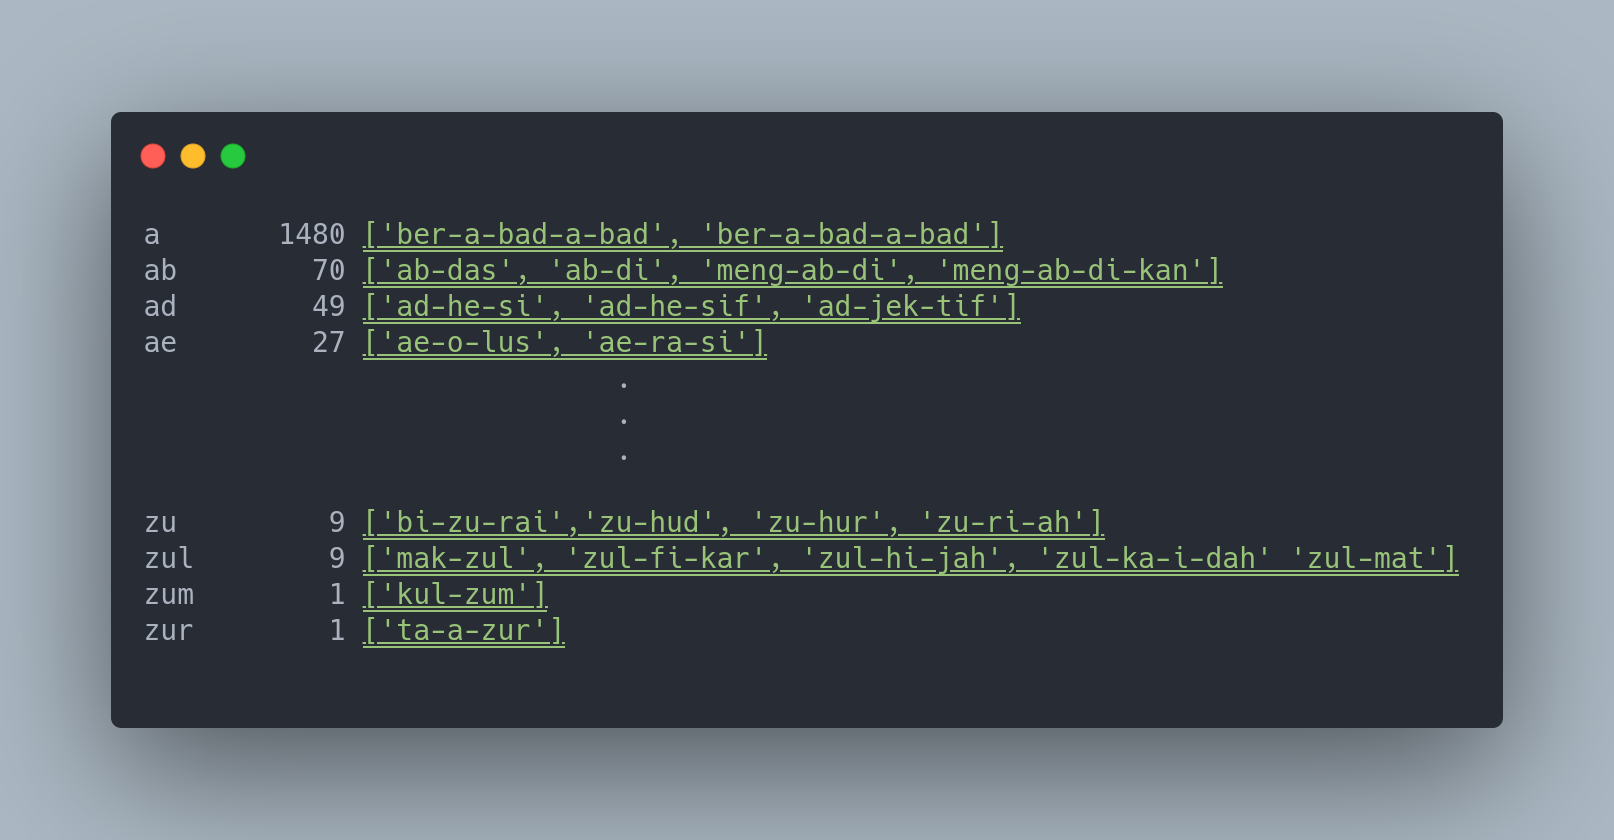 a 1480 ['ber-a-bad-a-bad', 'ber-a-bad-a-bad']
ab 70 ['ab-das', 'ab-di', 'meng-ab-di', 'meng-ab-di-kan']
ad 49 ['ad-he-si', 'ad-he-sif', 'ad-jek-tif']
ae 27 ['ae-o-lus', 'ae-ra-si']
.
.
.
zu 9 ['bi-zu-rai','zu-hud', 'zu-hur', 'zu-ri-ah']
zul 9 ['mak-zul', 'zul-fi-kar', 'zul-hi-jah', 'zul-ka-i-dah' 'zul-mat']
zum 1 ['kul-zum']
zur 1 ['ta-a-zur']